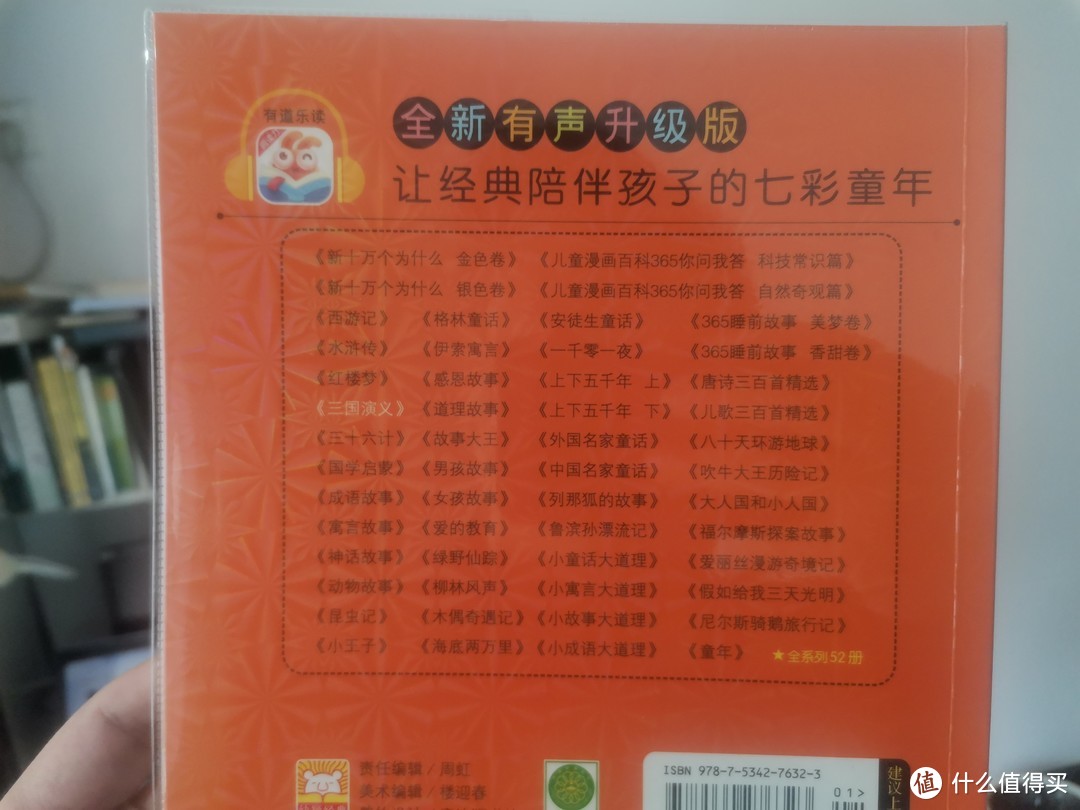 有道乐读
全新有声升级版
让经典陪伴孩子的七彩童年
《新十万个为什么 金色卷》 《儿童漫画百科365你问我答 科技常识篇》
《新十万个为什么 银色卷》 《儿童漫画百科365你问我答 自然奇观篇》
《西游记》 《格林童话》 《安徒生童话》 《365睡前故事 美梦卷》
《水浒传》 《伊索寓言》 《一千零一夜》 《365睡前故事 香甜卷》
《红楼梦》 《感恩故事》 《上下五千年 上》 《唐诗三百首精选》
《三国演义》 《道理故事》 《上下五千年 下》 《儿歌三百首精选》
《三十六计》 《故事大王》 《外国名家童话》 《八十天环游地球》
《国学启蒙》 《男孩故事》 《中国名家童话》 《吹牛大王历险记》
《成语故事》 《女孩故事》 《列那狐的故事》 《大人国和小人国》
《寓言故事》 《爱的教育》 《鲁滨孙漂流记》 《福尔摩斯探案故事》
《神话故事》 《绿野仙踪》 《小童话大道理》 《爱丽丝漫游奇境记》
《动物故事》 《柳林风声》 《小寓言大道理》 《假如给我三天光明》
《昆虫记》 《木偶奇遇记》 《小故事大道理》 《尼尔斯骑鹅旅行记》
《小王子》 《海底两万里》 《小成语大道理》 《童年》 ★全系列52册
责任编辑/周虹
美术编辑/楼迎春
ISBN 978-7-5342-7632-3
01>
建议上
值 什么值得买